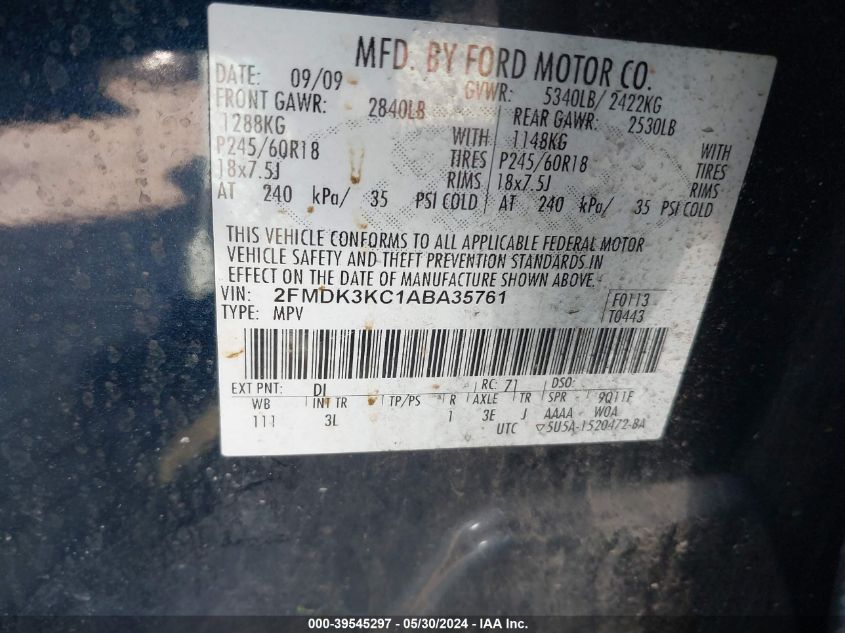 MFD. BY FORD MOTOR CO.
DATE: 09/09 GVWR: 5340LB/ 2422KG
FRONT GAWR: 2840LB REAR GAWR: 2530LB
1288KG WITH 1148KG WITH
P245/60R18 TIRES P245/60R18 TIRES
18x7.5J RIMS 18x7.5J RIMS
AT 240 kPa/ 35 PSI COLD AT 240 kPa/ 35 PSI COLD
THIS VEHICLE CONFORMS TO ALL APPLICABLE FEDERAL MOTOR
VEHICLE SAFETY AND THEFT PREVENTION STANDARDS IN
EFFECT ON THE DATE OF MANUFACTURE SHOWN ABOVE.
VIN: 2FMDK3KC1ABA35761 F0113
TYPE: MPV T0443
EXT PNT: DI RC: 71 DSO:
WB INT TR TP/PS R AXLE TR SPR 9Q11E
111 3L 1 3E J AAAA W0A
UTC ▽5U5A-1520472-BA
000-39545297 - 05/30/2024 - IAA Inc.